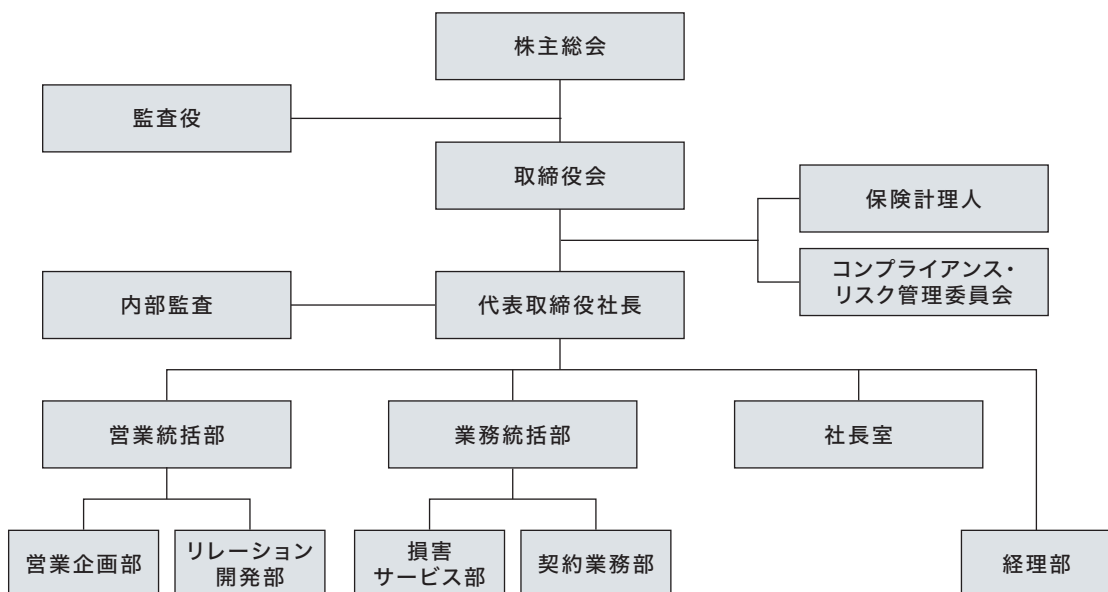 株主総会
監査役
取締役会
保険計理人
コンプライアンス・
リスク管理委員会
内部監査
代表取締役社長
営業統括部
業務統括部
社長室
営業企画部
リレーション
開発部
損害
サービス部
契約業務部
経理部